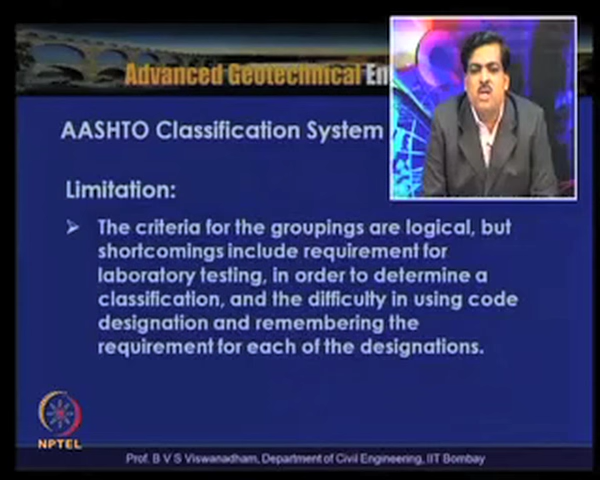 Advanced Geotechnical En
AASHTO Classification System
Limitation:
➢ The criteria for the groupings are logical, but
shortcomings include requirement for
laboratory testing, in order to determine a
classification, and the difficulty in using code
designation and remembering the
requirement for each of the designations.
NPTEL
Prof. B V S Viswanadham, Department of Civil Engineering, IIT Bombay